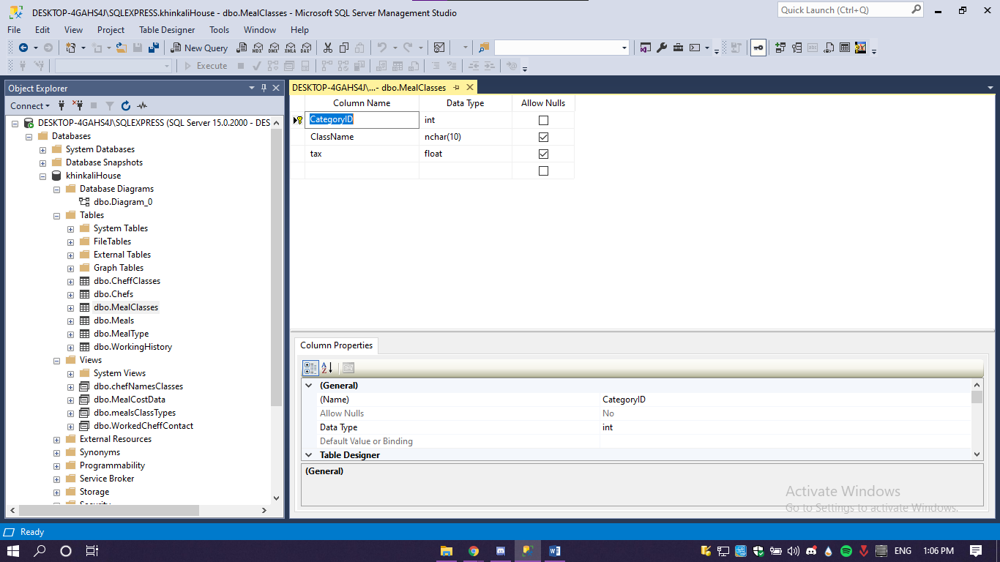 DESKTOP-4GAHS4J\SQLEXPRESS.khinkaliHouse - dbo.MealClasses - Microsoft SQL Server Management Studio
Quick Launch (Ctrl+Q)
File Edit View Project Table Designer Tools Window Help
New Query MDX DMX XMLA DAX
Execute
Object Explorer
Connect
DESKTOP-4GAHS4J\SQLEXPRESS (SQL Server 15.0.2000 - DES
Databases
System Databases
Database Snapshots
khinkaliHouse
Database Diagrams
dbo.Diagram_0
Tables
System Tables
FileTables
External Tables
Graph Tables
dbo.CheffClasses
dbo.Chefs
dbo.MealClasses
dbo.Meals
dbo.MealType
dbo.WorkingHistory
Views
System Views
dbo.chefNamesClasses
dbo.MealCostData
dbo.mealsClassTypes
dbo.WorkedCheffContact
External Resources
Synonyms
Programmability
Service Broker
Storage
Security
DESKTOP-4GAHS4J\...- dbo.MealClasses
Column Name Data Type Allow Nulls
CategoryID int
ClassName nchar(10)
tax float
Column Properties
(General)
(Name) CategoryID
Allow Nulls No
Data Type int
Default Value or Binding
Table Designer
(General)
Activate Windows
Go to Settings to activate Windows.
Ready
ENG 1:06 PM